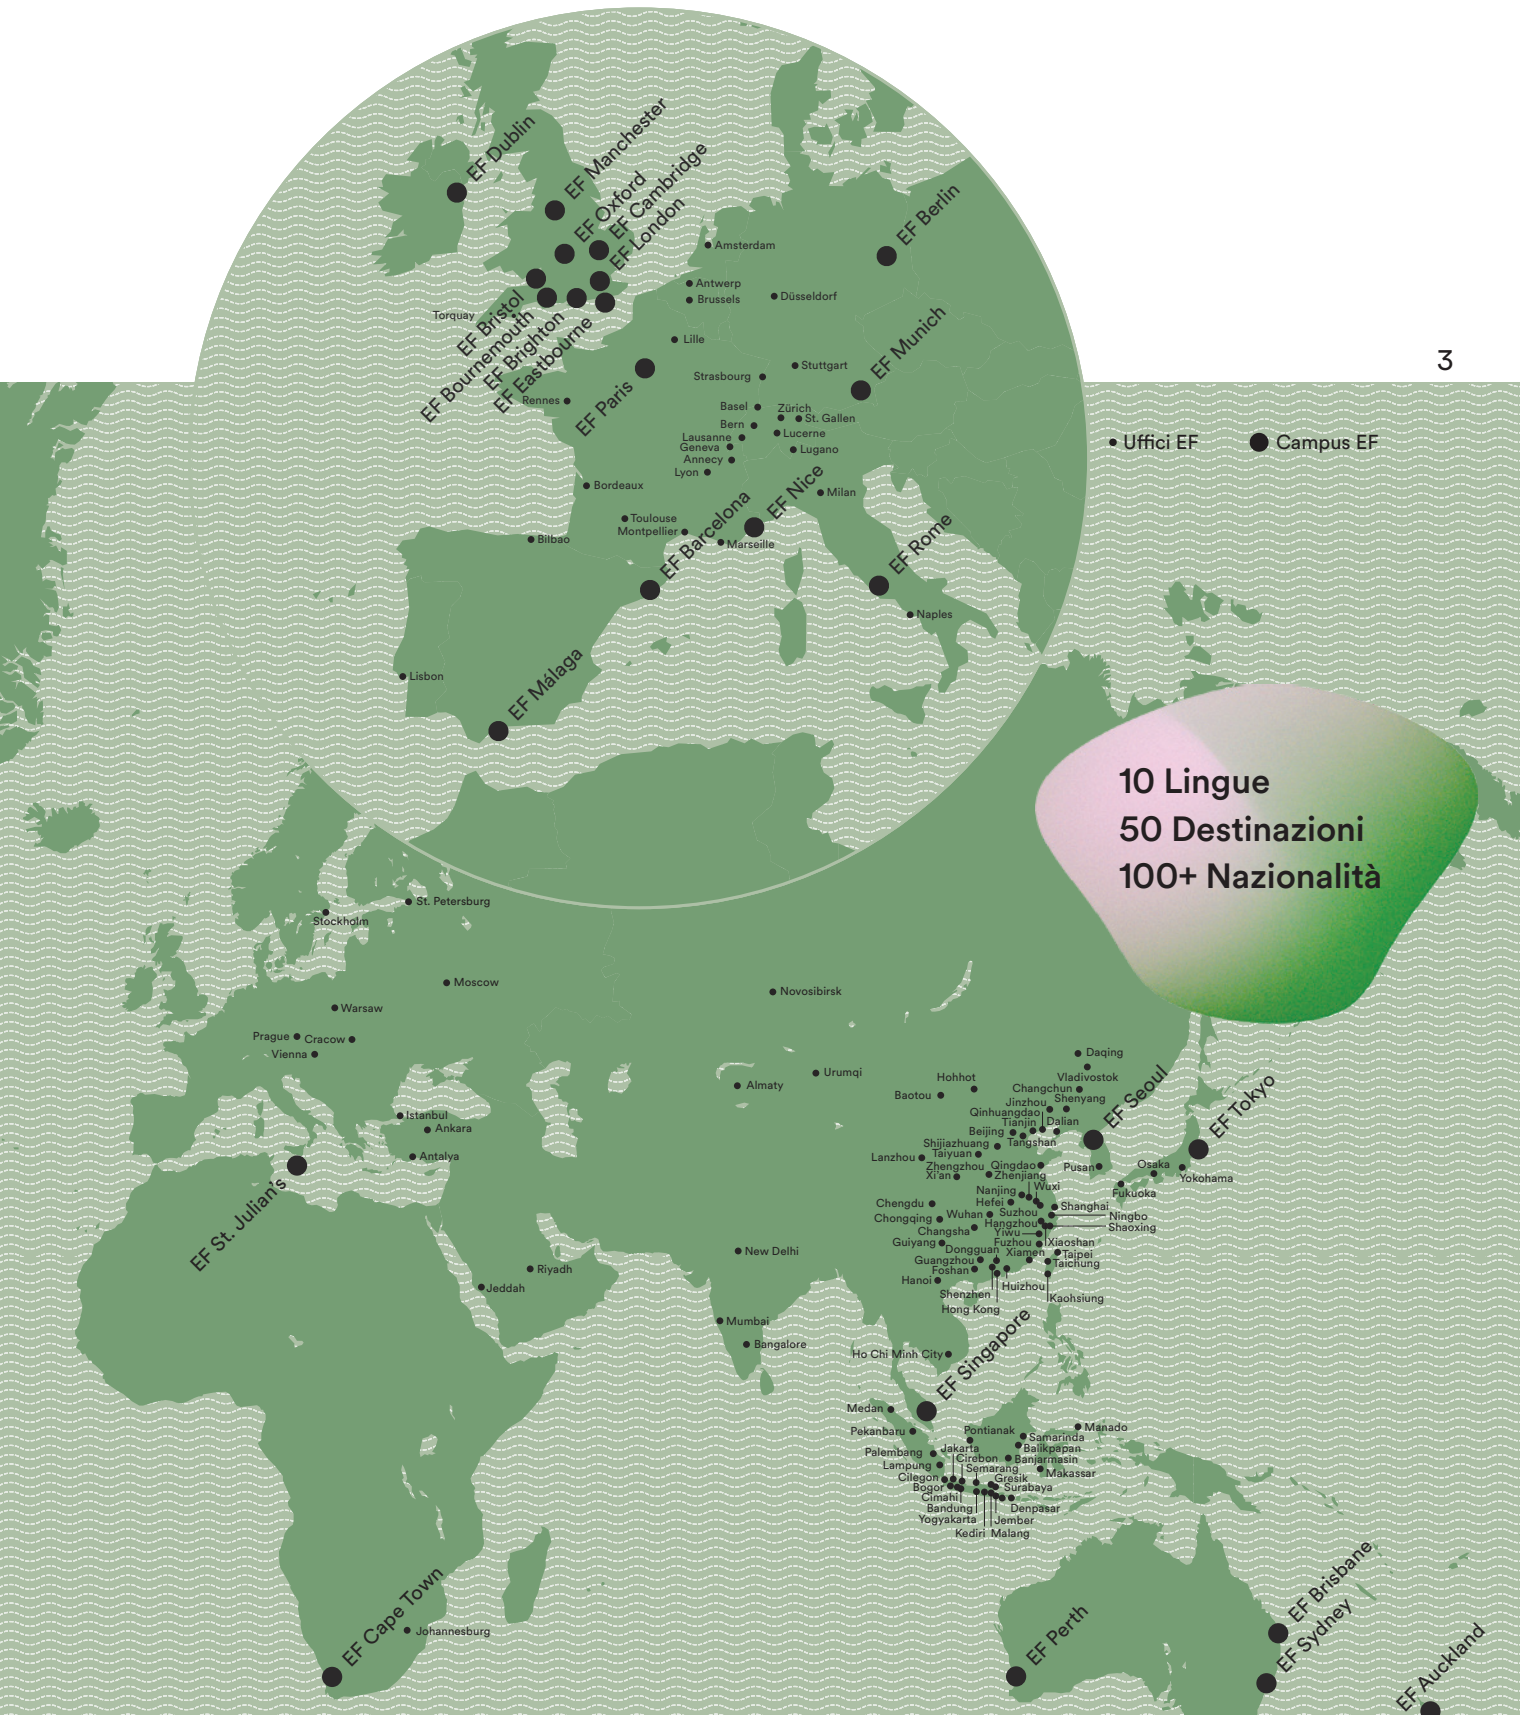 EF Dublin
EF Manchester
EF Oxford
EF Cambridge
EF London
EF Berlin
Amsterdam
Antwerp
Brussels
Düsseldorf
Torquay
EF Bristol
EF Bournemouth
EF Brighton
EF Eastbourne
Lille
EF Munich
Stuttgart
Strasbourg
EF Paris
Rennes
Basel
Zürich
St. Gallen
Bern
Lucerne
Lausanne
Geneva
Lugano
Annecy
Lyon
Bordeaux
EF Nice
Milan
Toulouse
Montpellier
EF Barcelona
Marseille
Bilbao
EF Rome
Naples
Lisbon
EF Málaga
3
Uffici EF
Campus EF
10 Lingue
50 Destinazioni
100+ Nazionalità
St. Petersburg
Stockholm
Moscow
Novosibirsk
Warsaw
Prague
Cracow
Vienna
Almaty
Urumqi
Istanbul
Ankara
Antalya
EF St. Julian's
Daqing
Vladivostok
Hohhot
Baotou
Changchun
Jinzhou
Shenyang
Qinhuangdao
Tianjin
Dalian
Beijing
Tangshan
Shijiazhuang
Taiyuan
Lanzhou
Zhengzhou
Qingdao
Xi'an
Zhenjiang
EF Seoul
EF Tokyo
Pusan
Osaka
Yokohama
Fukuoka
Nanjing
Wuxi
Chengdu
Hefei
Shanghai
Chongqing
Wuhan
Suzhou
Ningbo
Changsha
Hangzhou
Shaoxing
Yiwu
Guiyang
Fuzhou
Xiaoshan
Dongguan
Xiamen
Taipei
Guangzhou
Taichung
Foshan
Hanoi
Huizhou
Shenzhen
Kaohsiung
Hong Kong
New Delhi
Riyadh
Jeddah
Mumbai
Bangalore
Ho Chi Minh City
EF Singapore
Medan
Pekanbaru
Pontianak
Manado
Samarinda
Palembang
Jakarta
Balikpapan
Lampung
Cirebon
Banjarmasin
Semarang
Makassar
Cilegon
Gresik
Bogor
Surabaya
Cimahi
Bandung
Denpasar
Yogyakarta
Jember
Kediri
Malang
EF Cape Town
Johannesburg
EF Perth
EF Brisbane
EF Sydney
EF Auckland